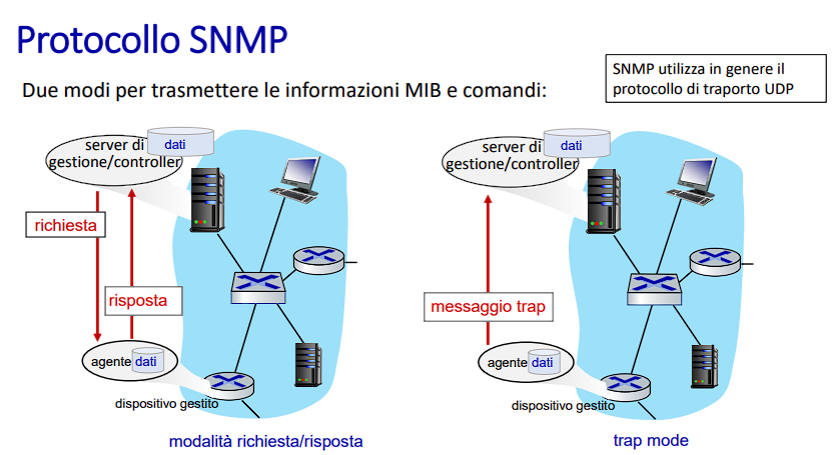 Protocollo SNMP
SNMP utilizza in genere il
protocollo di traporto UDP
Due modi per trasmettere le informazioni MIB e comandi:
server di
gestione/controller
dati
richiesta
risposta
agente
dati
dispositivo gestito
modalità richiesta/risposta
server di
gestione/controller
dati
messaggio trap
agente
dati
dispositivo gestito
trap mode